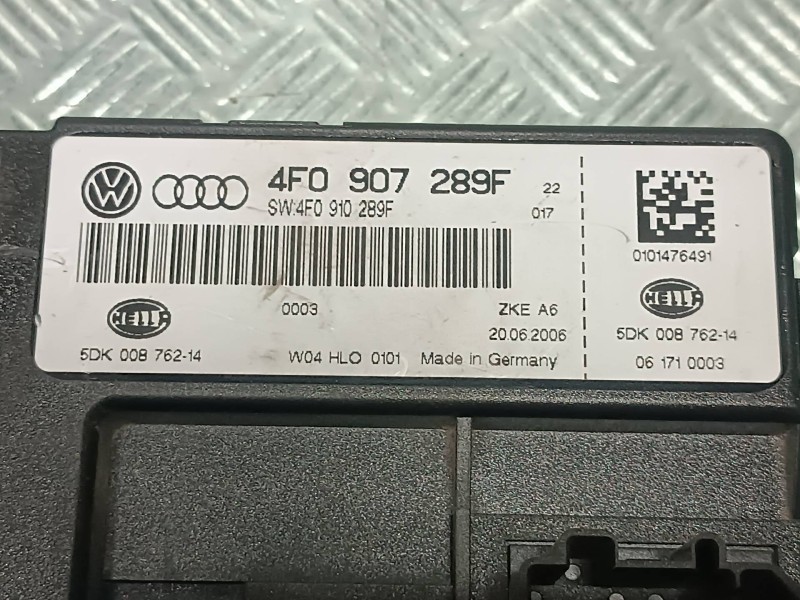 4F0 907 289F 22
SW:4F0 910 289F 017
0003 ZKE A6
HELLA
20.06.2006
5DK 008 762-14 W04 HLO 0101 Made in Germany
0101476491
HELLA
5DK 008 762-14
06 171 0003